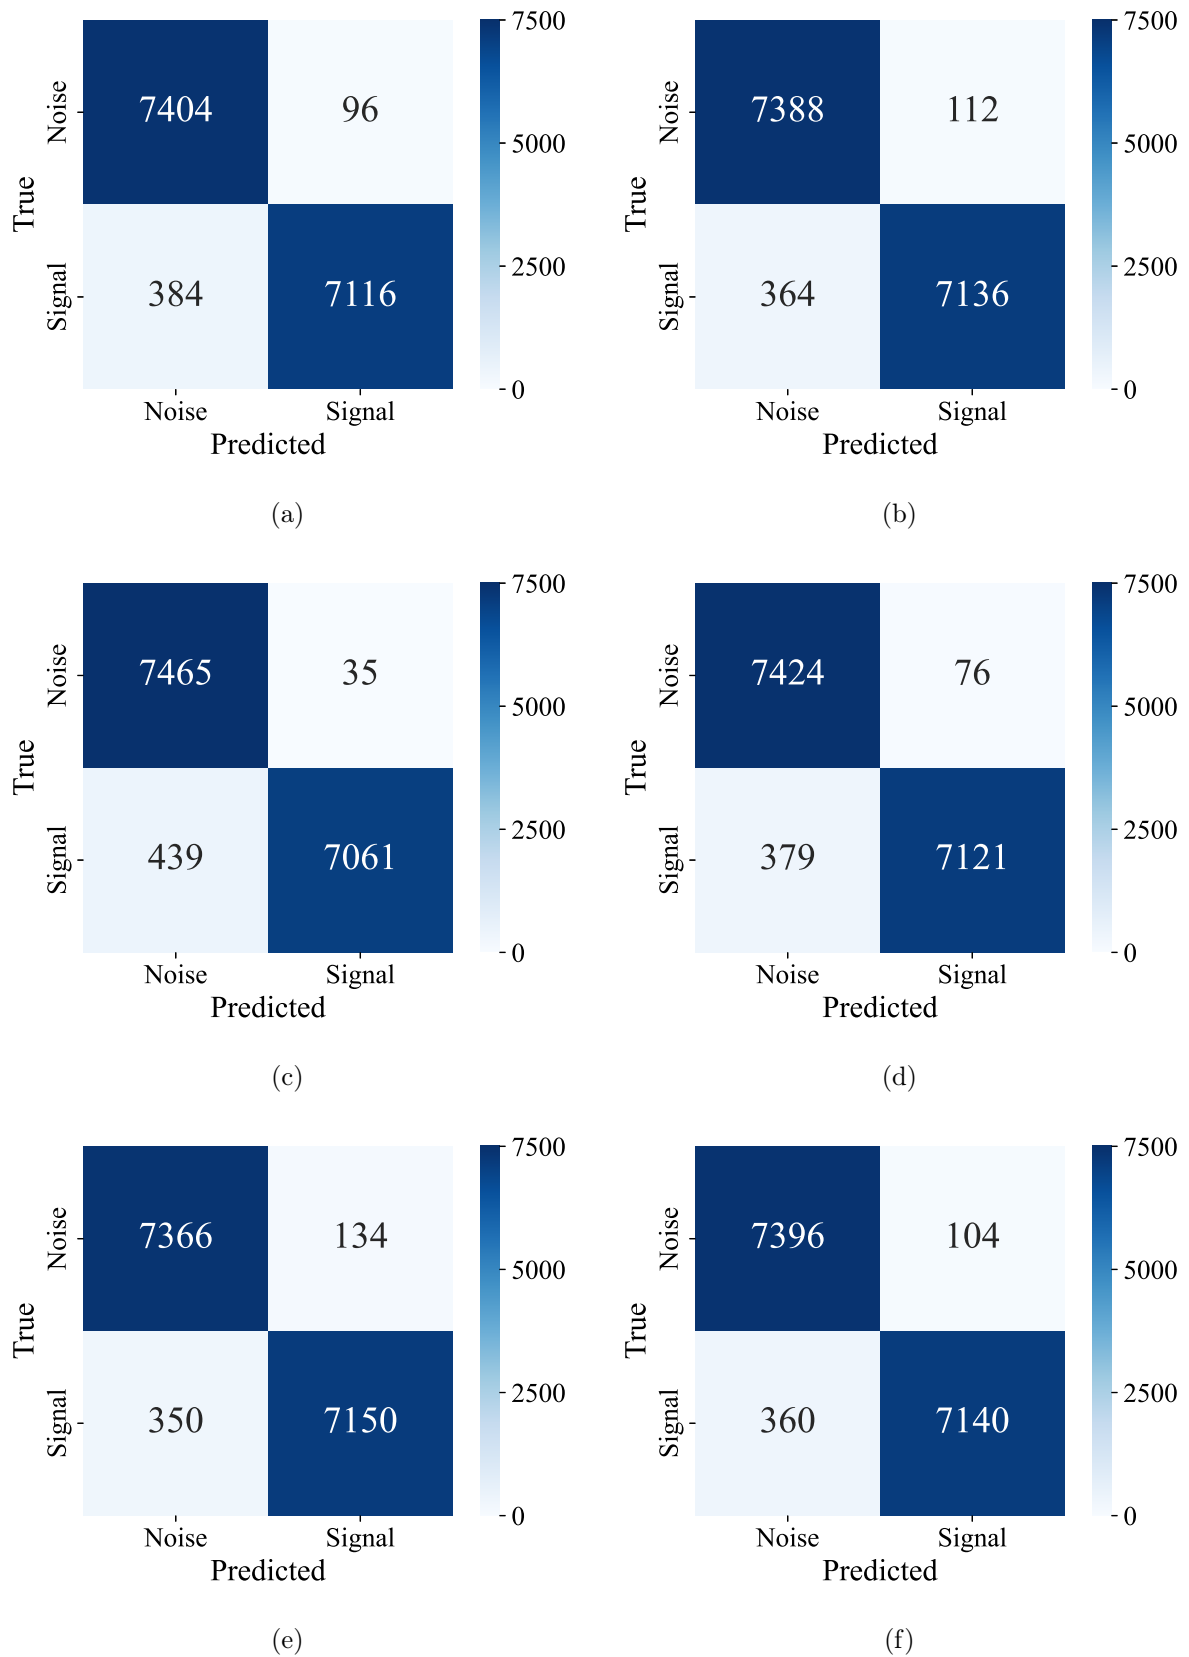 7404 96
384 7116
Noise
Signal
True
Noise Signal
Predicted
7500
5000
2500
0
(a)
7388 112
364 7136
Noise
Signal
True
Noise Signal
Predicted
7500
5000
2500
0
(b)
7465 35
439 7061
Noise
Signal
True
Noise Signal
Predicted
7500
5000
2500
0
(c)
7424 76
379 7121
Noise
Signal
True
Noise Signal
Predicted
7500
5000
2500
0
(d)
7366 134
350 7150
Noise
Signal
True
Noise Signal
Predicted
7500
5000
2500
0
(e)
7396 104
360 7140
Noise
Signal
True
Noise Signal
Predicted
7500
5000
2500
0
(f)